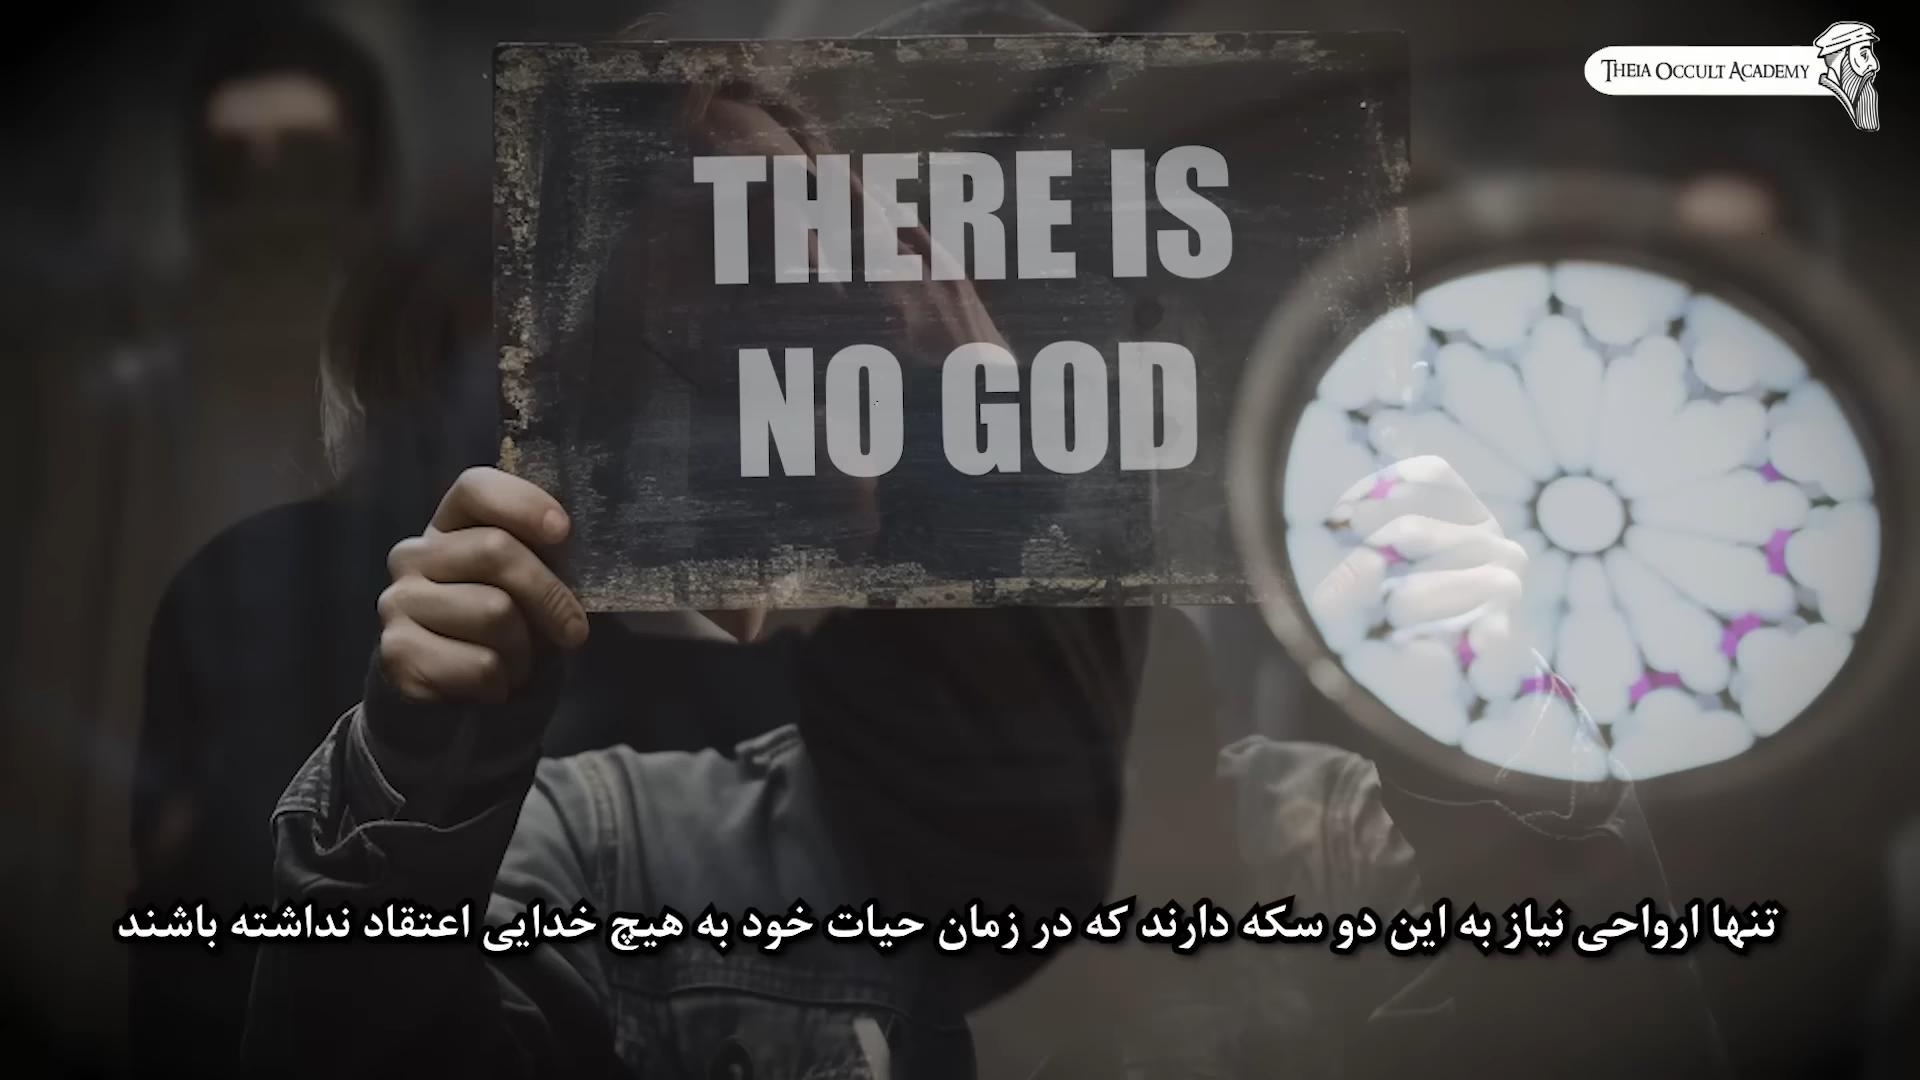 THEIA OCCULT ACADEMY
THERE IS
NO GOD
تنها ارواحی نیاز به این دو سکه دارند که در زمان حیات خود به هیچ خدایی اعتقاد نداشته باشند